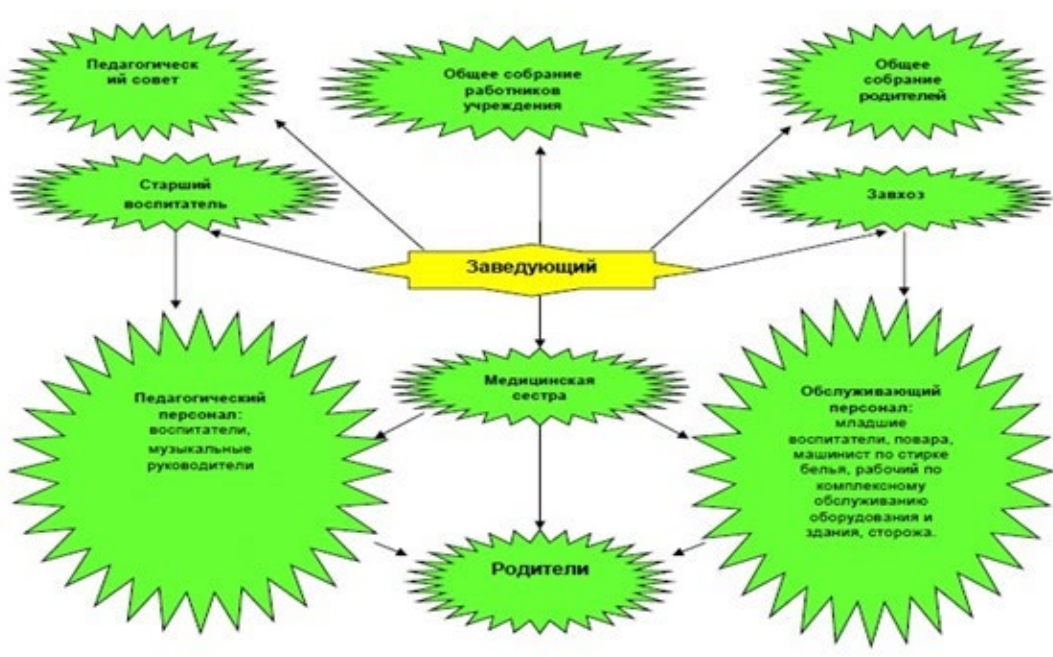 Педагогическ
ий совет
Общее собрание
работников
учреждения
Общее
собрание
родителей
Старший
воспитатель
Завхоз
Заведующий
Медицинская
сестра
Педагогический
персонал:
воспитатели,
музыкальные
руководители
Обслуживающий
персонал:
младшие
воспитатели, повара,
машинист по стирке
белья, рабочий по
комплексному
обслуживанию
оборудования и
здания, сторожа.
Родители